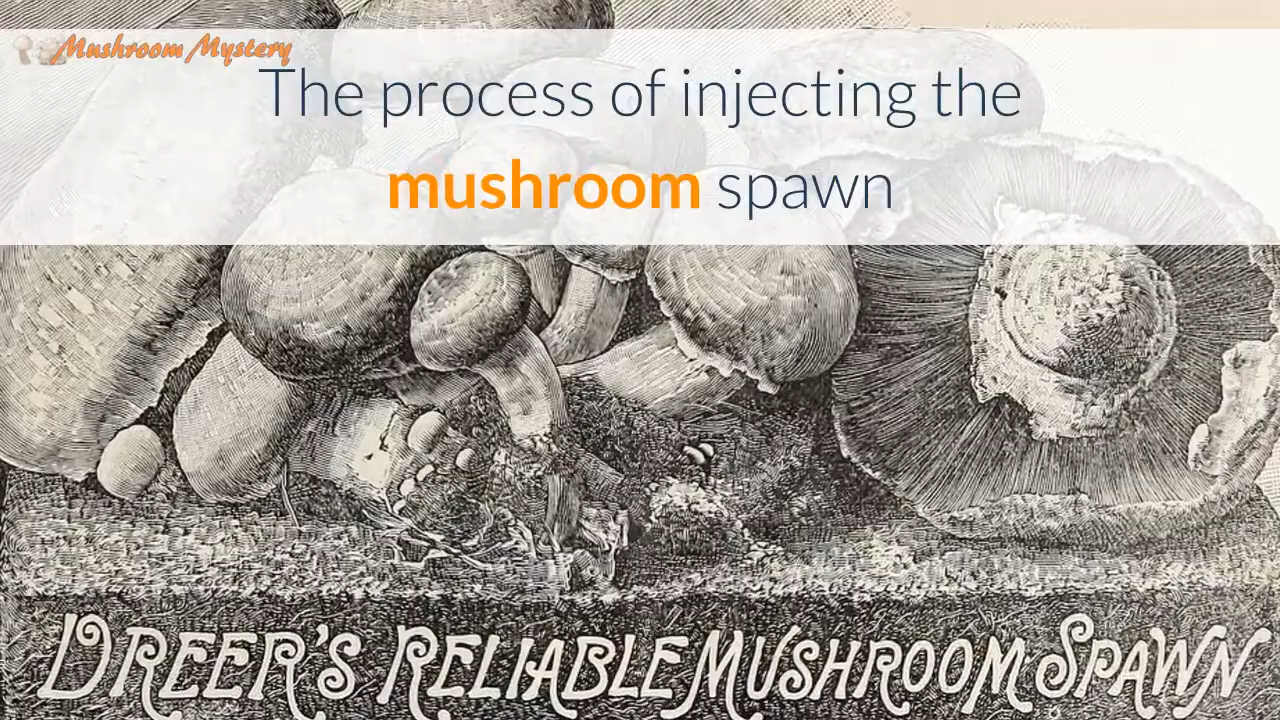 Mushroom Mystery
The process of injecting the
mushroom spawn
DREER'S RELIABLE MUSHROOM SPAWN